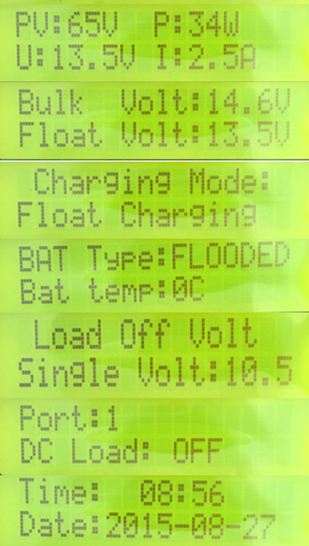 PV:65V P:34W
U:13.5V I:2.5A
Bulk Volt:14.6V
Float Volt:13.5V
Charging Mode:
Float Charging
BAT Type:FLOODED
Bat temp:0C
Load Off Volt
Single Volt:10.5
Port:1
DC Load: OFF
Time: 08:56
Date:2015-08-27